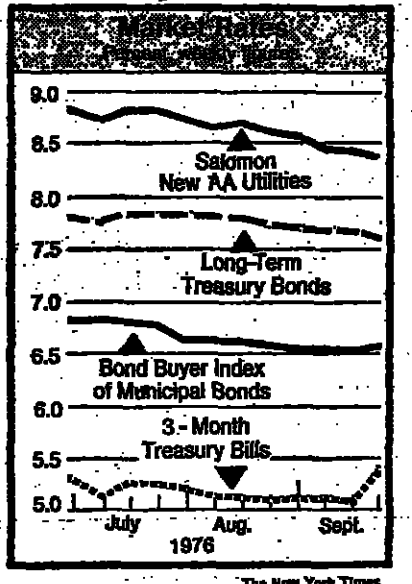 Market Rates
9.0
8.5
Salomon
New AA Utilities
8.0
7.5
Long-Term
Treasury Bonds
7.0
6.5
Bond Buyer Index
of Municipal Bonds
6.0
3-Month
Treasury Bills
5.5
5.0
July
Aug.
Sept.
1976
The New York Times